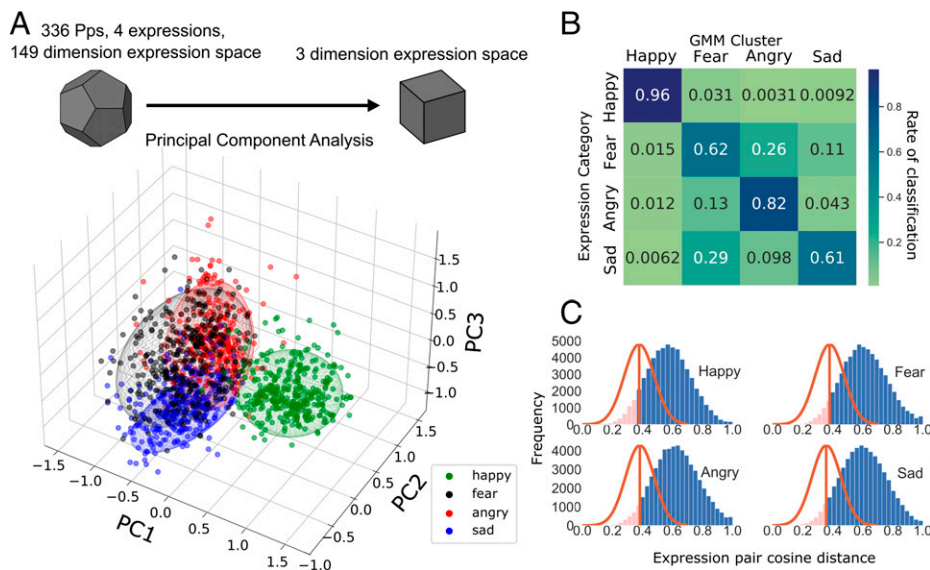 A
336 Pps, 4 expressions,
149 dimension expression space
3 dimension expression space
Principal Component Analysis
1.5
1.0
0.5
0.0
-0.5
-1.0
PC3
-1.5
-1.0
-0.5
0.0
0.5
1.0
1.5
PC1
-1.0
-0.5
0.0
0.5
1.0
1.5
PC2
happy
fear
angry
sad
B
GMM Cluster
Happy Fear Angry Sad
Expression Category
Happy 0.96 0.031 0.0031 0.0092
Fear 0.015 0.62 0.26 0.11
Angry 0.012 0.13 0.82 0.043
Sad 0.0062 0.29 0.098 0.61
0.8
0.6
0.4
0.2
Rate of classification
C
5000
4000
3000
2000
1000
0
Happy
0.0 0.2 0.4 0.6 0.8 1.0
Fear
0.0 0.2 0.4 0.6 0.8 1.0
Frequency
4000
3000
2000
1000
0
Angry
0.0 0.2 0.4 0.6 0.8 1.0
Sad
0.0 0.2 0.4 0.6 0.8 1.0
Expression pair cosine distance